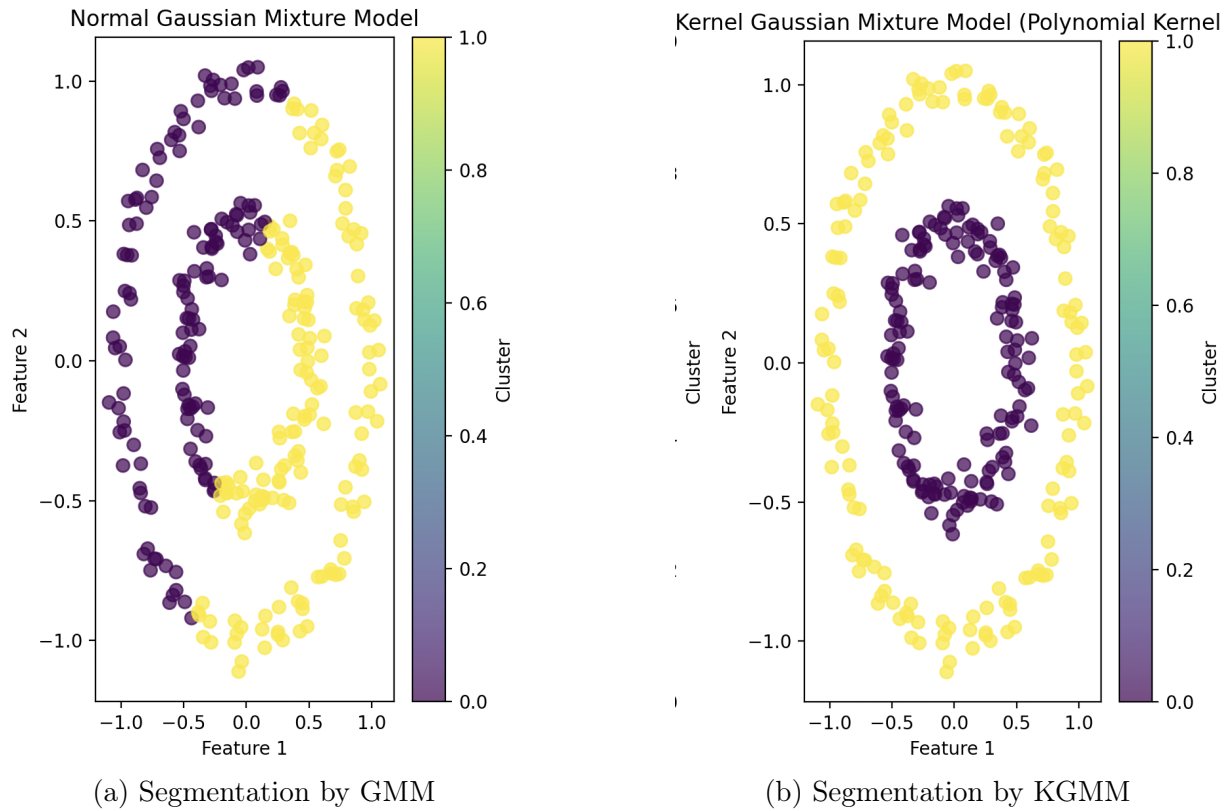 Normal Gaussian Mixture Model
1.0
0.5
0.0
−0.5
−1.0
Feature 2
−1.0 −0.5 0.0 0.5 1.0
Feature 1
1.0
0.8
0.6
0.4
0.2
0.0
Cluster
(a) Segmentation by GMM
Kernel Gaussian Mixture Model (Polynomial Kernel
Cluster
1.0
0.5
0.0
−0.5
−1.0
Feature 2
−1.0 −0.5 0.0 0.5 1.0
Feature 1
1.0
0.8
0.6
0.4
0.2
0.0
Cluster
(b) Segmentation by KGMM